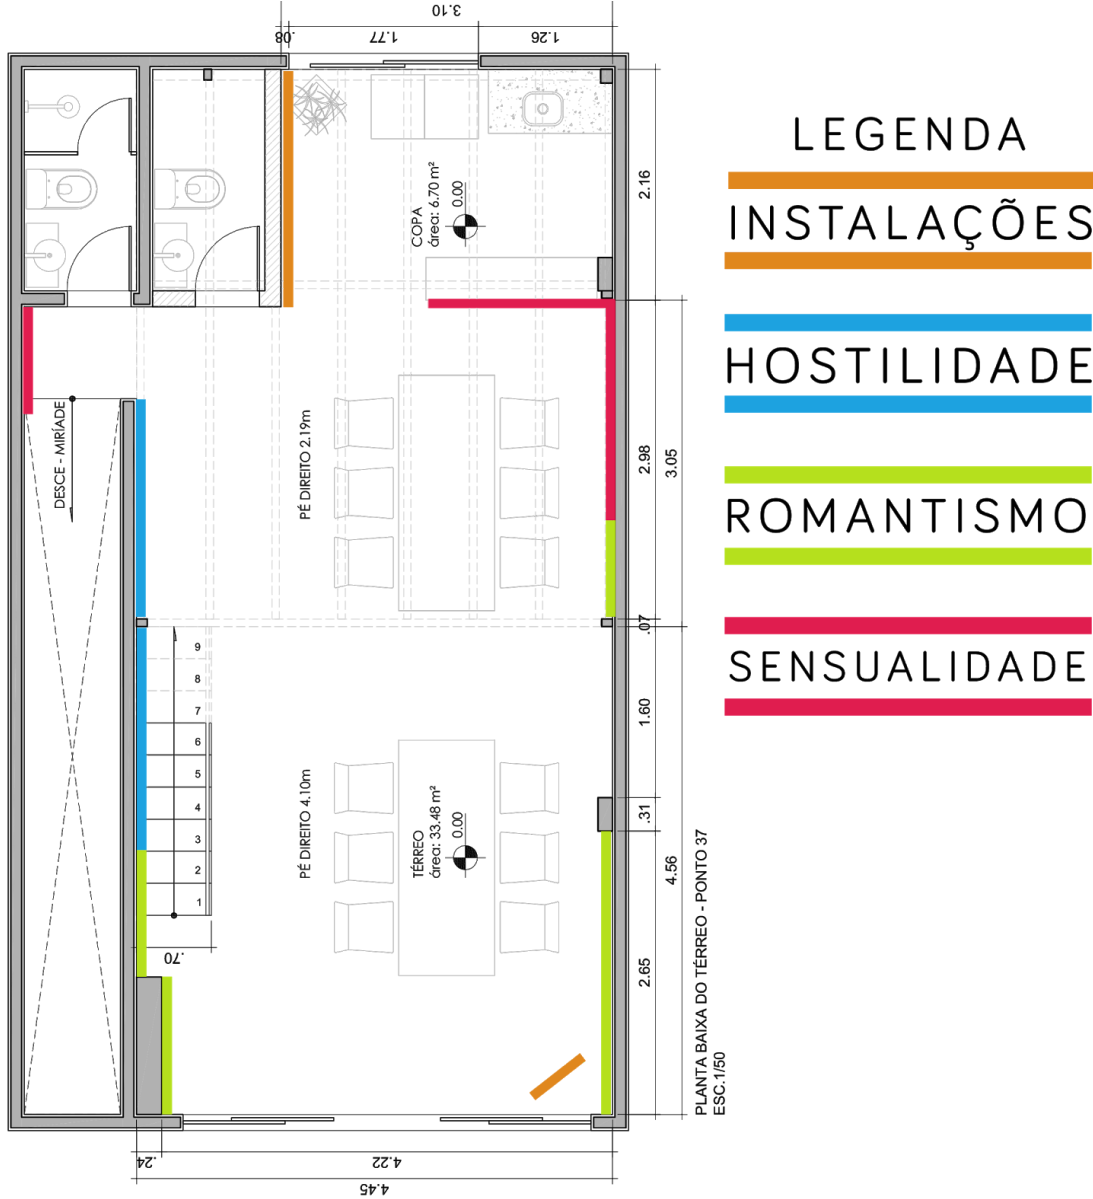 3.10
.08
1.77
1.26
LEGENDA
INSTALAÇÕES
HOSTILIDADE
ROMANTISMO
SENSUALIDADE
COPA
área: 6.70 m²
0.00
2.16
DESCE - MIRÍADE
PÉ DIREITO 2.19m
2.98
3.05
.07
9
8
7
6
5
4
3
2
1
1.60
PÉ DIREITO 4.10m
TÉRREO
área: 33.48 m²
0.00
.31
4.56
.70
2.65
PLANTA BAIXA DO TÉRREO - PONTO 37
ESC.1/50
.24
4.22
4.45